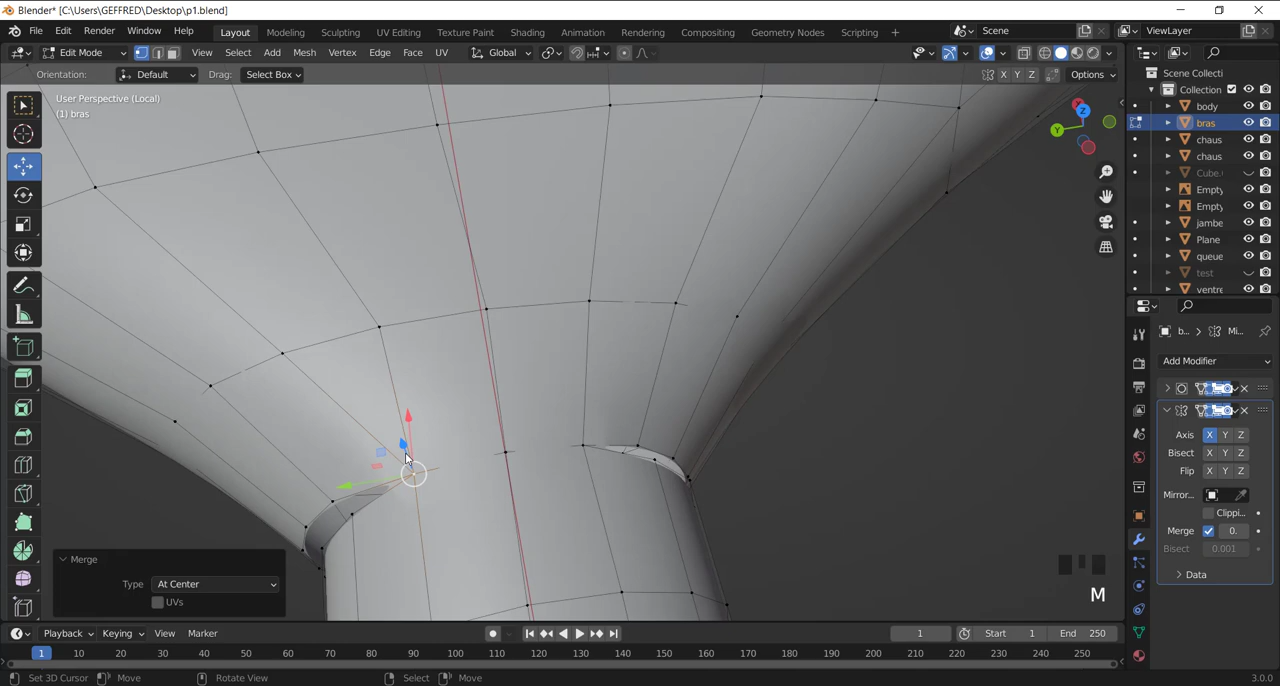 Blender* [C:\Users\GEFFRED\Desktop\p1.blend]
File Edit Render Window Help Layout Modeling Sculpting UV Editing Texture Paint Shading Animation Rendering Compositing Geometry Nodes Scripting + Scene ViewLayer
Edit Mode View Select Add Mesh Vertex Edge Face UV Global
Orientation: Default Drag: Select Box X Y Z Options
User Perspective (Local)
(1) bras
Z
Y
Scene Collecti
Collection
body
bras
chaus
chaus
Cube.
Empty
Empty
jambe
Plane
queue
test
ventre
b... Mi...
Add Modifier
Axis X Y Z
Bisect X Y Z
Flip X Y Z
Mirror...
Clippi...
Merge 0.
Bisect 0.001
Data
Merge
Type At Center
UVs
M
Playback Keying View Marker 1 Start 1 End 250
1 10 20 30 40 50 60 70 80 90 100 110 120 130 140 150 160 170 180 190 200 210 220 230 240 250
Set 3D Cursor Move Rotate View Select Move 3.0.0